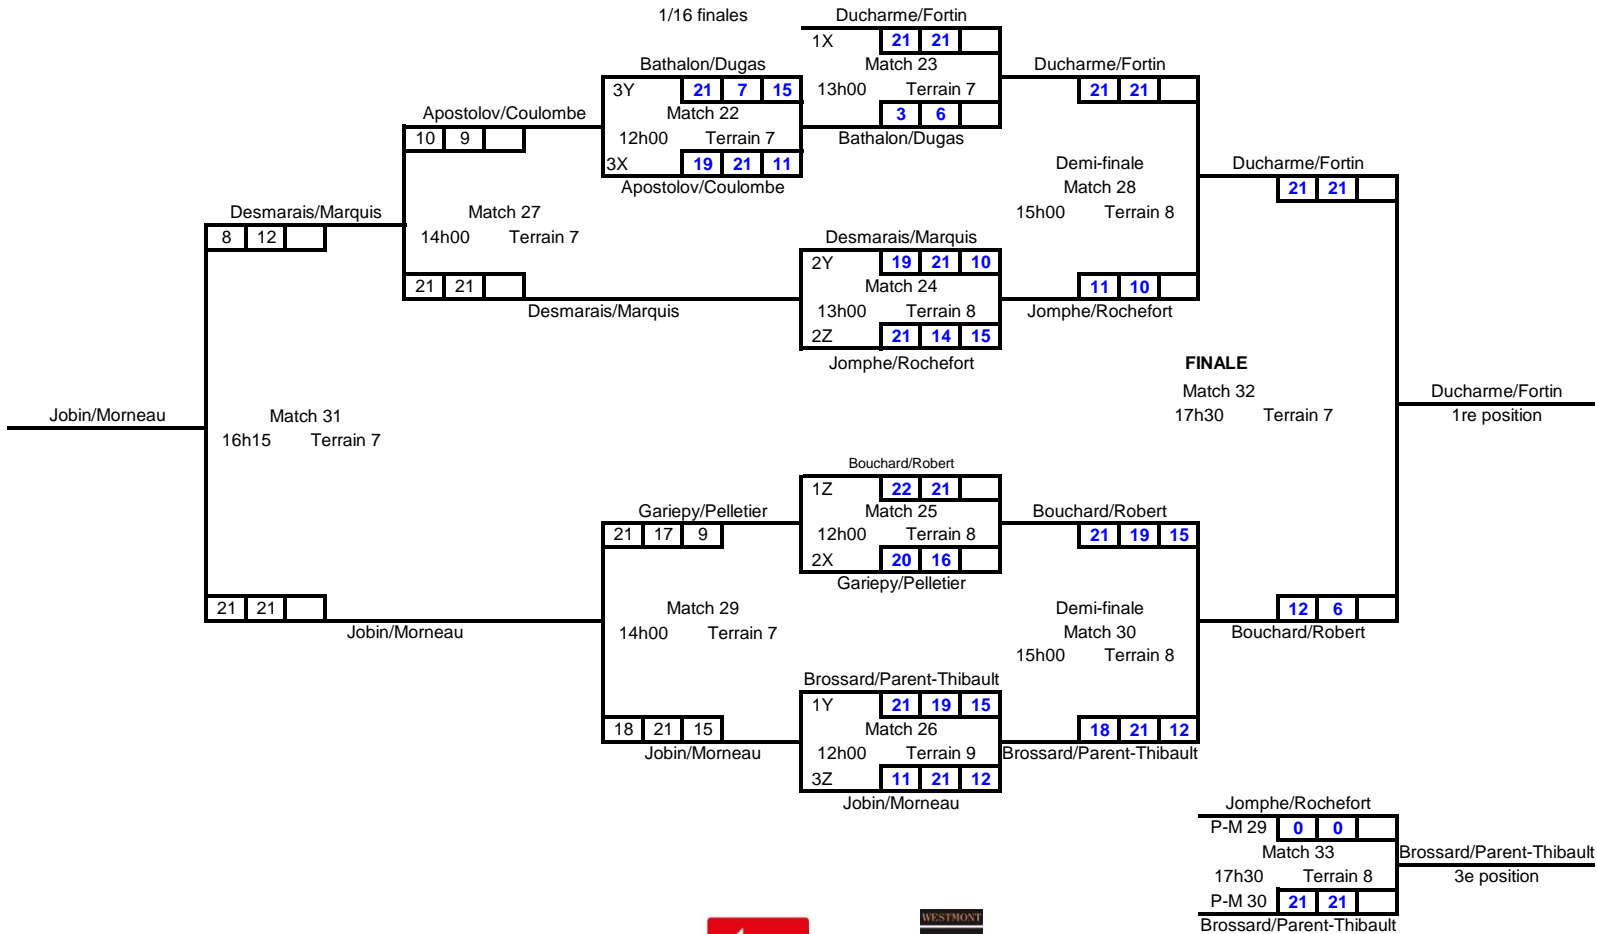 1/16 finales
Ducharme/Fortin
1X 21 21
Match 23
13h00 Terrain 7
3 6
Bathalon/Dugas
Bathalon/Dugas
3Y 21 7 15
Match 22
12h00 Terrain 7
3X 19 21 11
Apostolov/Coulombe
Ducharme/Fortin
21 21
Demi-finale
Match 28
15h00 Terrain 8
11 10
Jomphe/Rochefort
Apostolov/Coulombe
10 9
Match 27
14h00 Terrain 7
21 21
Desmarais/Marquis
Desmarais/Marquis
2Y 19 21 10
Match 24
13h00 Terrain 8
2Z 21 14 15
Jomphe/Rochefort
Ducharme/Fortin
21 21
FINALE
Match 32
17h30 Terrain 7
12 6
Bouchard/Robert
Ducharme/Fortin
1re position
Desmarais/Marquis
8 12
Jobin/Morneau
Match 31
16h15 Terrain 7
21 21
Jobin/Morneau
Bouchard/Robert
1Z 22 21
Match 25
12h00 Terrain 8
2X 20 16
Gariepy/Pelletier
Gariepy/Pelletier
21 17 9
Match 29
14h00 Terrain 7
18 21 15
Jobin/Morneau
Bouchard/Robert
21 19 15
Demi-finale
Match 30
15h00 Terrain 8
18 21 12
Brossard/Parent-Thibault
Brossard/Parent-Thibault
1Y 21 19 15
Match 26
12h00 Terrain 9
3Z 11 21 12
Jobin/Morneau
Jomphe/Rochefort
P-M 29 0 0
Match 33
17h30 Terrain 8
P-M 30 21 21
Brossard/Parent-Thibault
Brossard/Parent-Thibault
3e position
WESTMONT